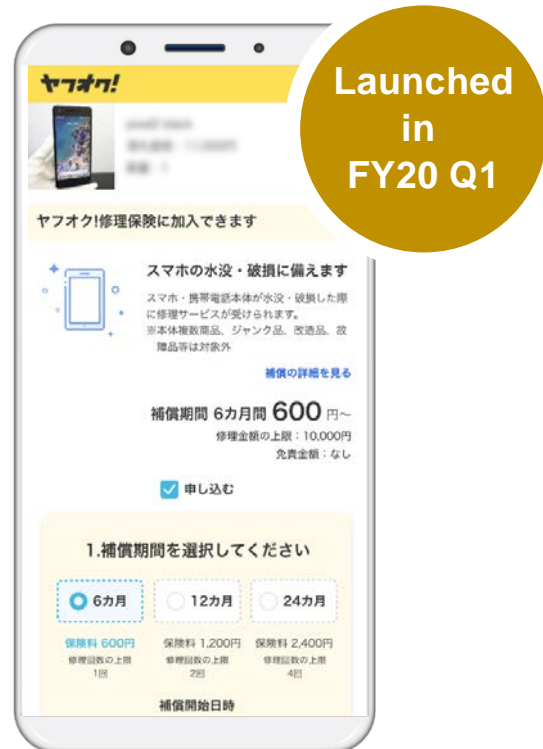 Launched
in
FY20 Q1
ヤフオク!
ヤフオク!修理保険に加入できます
スマホの水没・破損に備えます
スマホ・携帯電話本体が水没・破損した際
に修理サービスが受けられます。
※本体複数商品、ジャンク品、改造品、故
障品等は対象外
補償の詳細を見る
補償期間 6カ月間 600 円〜
修理金額の上限：10,000円
免責金額：なし
申し込む
1.補償期間を選択してください
6カ月 12カ月 24カ月
保険料 600円 保険料 1,200円 保険料 2,400円
修理回数の上限 修理回数の上限 修理回数の上限
1回 2回 4回
補償開始日時